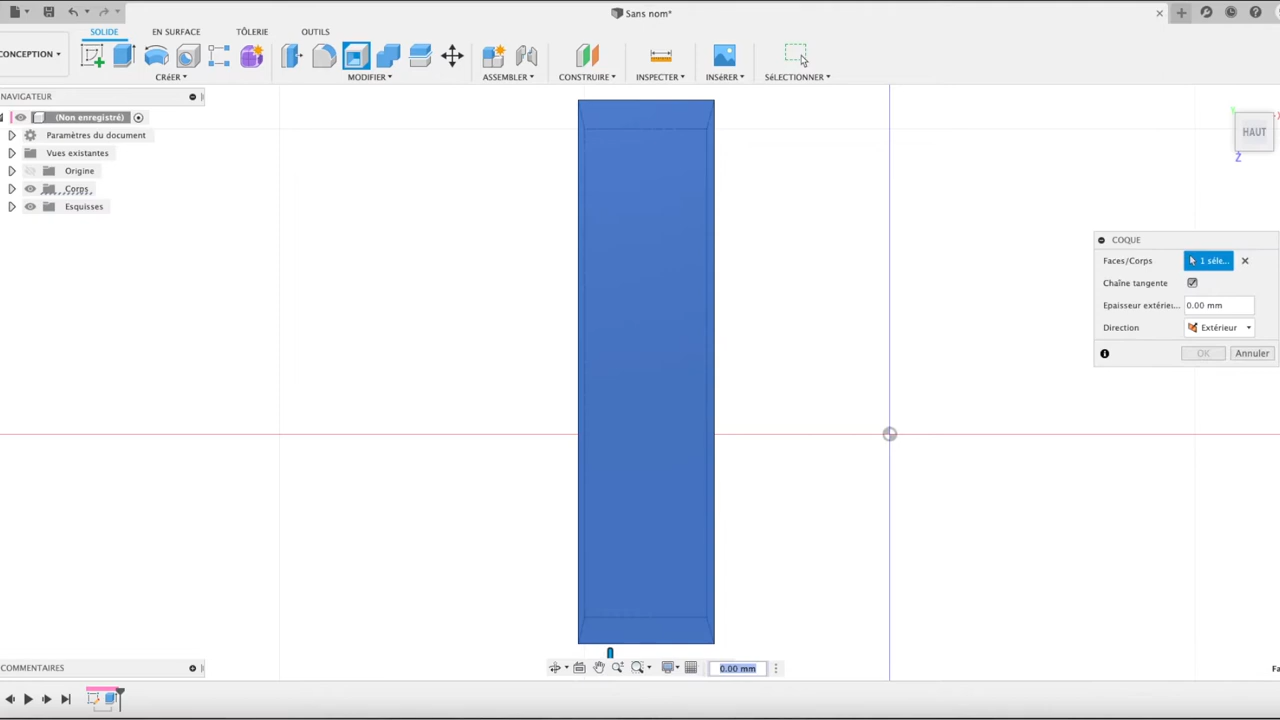 Sans nom*
SOLIDE EN SURFACE TÔLERIE OUTILS
CONCEPTION
CRÉER MODIFIER ASSEMBLER CONSTRUIRE INSPECTER INSÉRER SÉLECTIONNER
NAVIGATEUR
(Non enregistré)
Paramètres du document
Vues existantes
Origine
Corps
Esquisses
HAUT
Y
X
Z
COQUE
Faces/Corps 1 séle...
Chaîne tangente
Epaisseur extérieu... 0.00 mm
Direction Extérieur
OK Annuler
0.00 mm
COMMENTAIRES
Fa